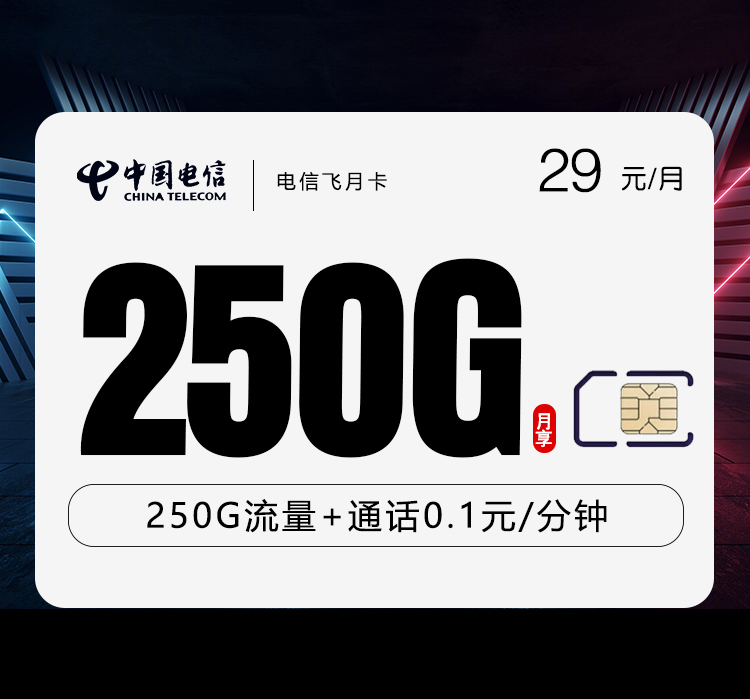 中国电信
CHINA TELECOM
电信飞月卡
29 元/月
250G
月享
250G流量+通话0.1元/分钟